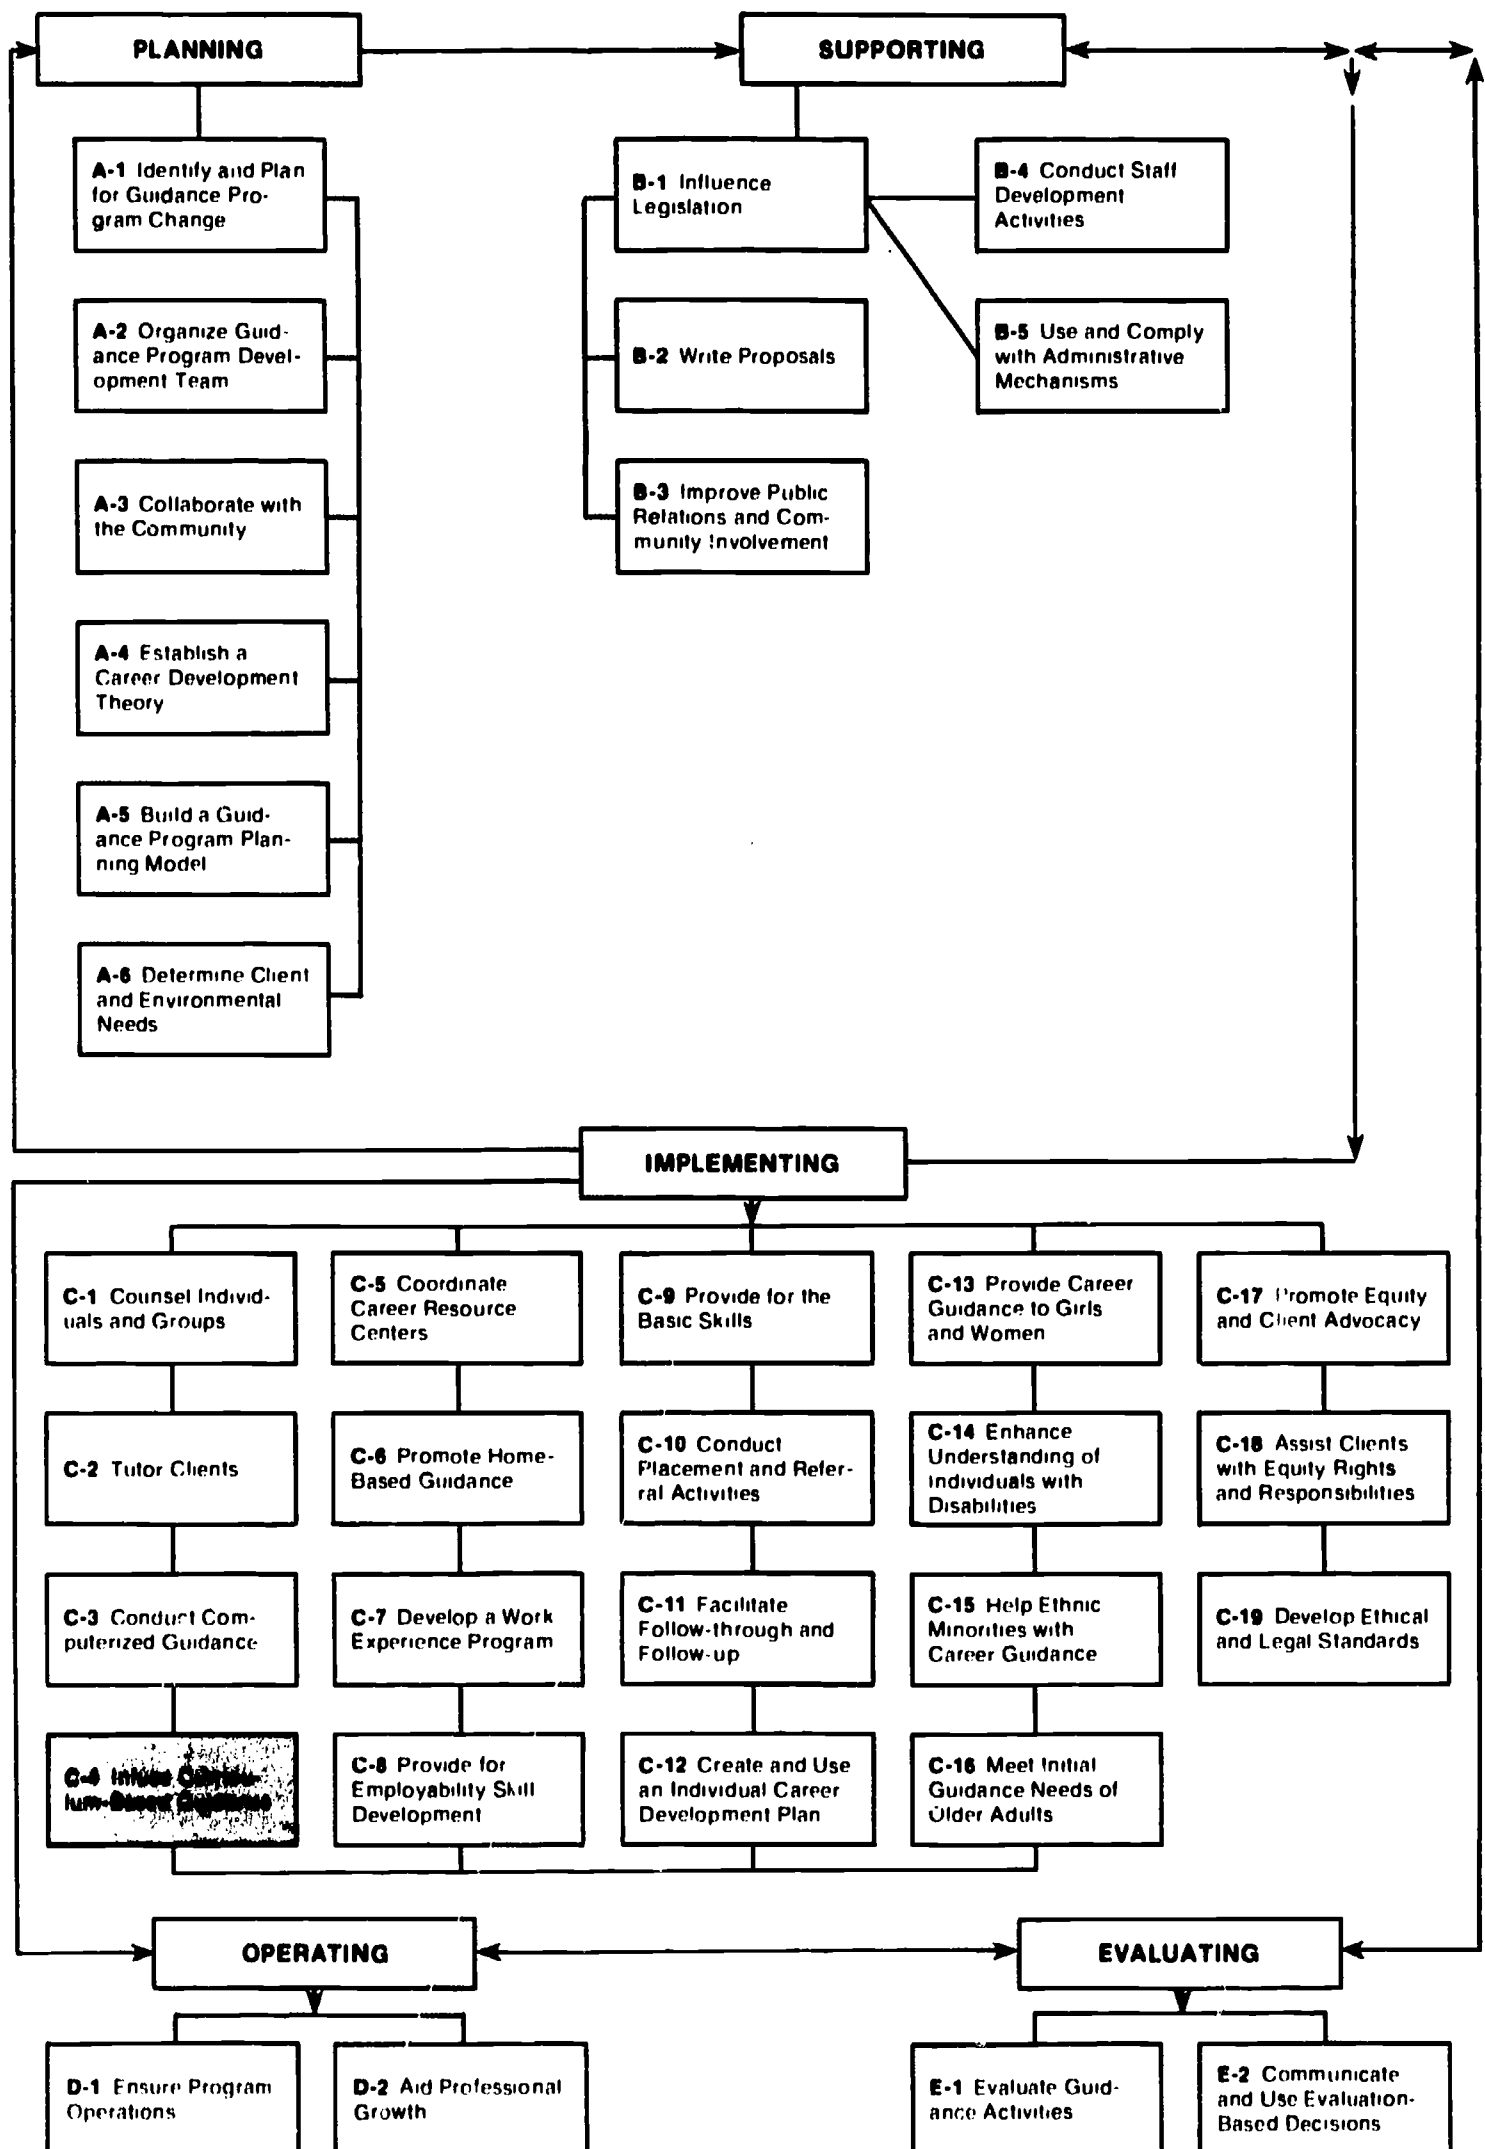 PLANNING
SUPPORTING
A-1 Identify and Plan
for Guidance Pro-
gram Change
B-1 Influence
Legislation
B-4 Conduct Staff
Development
Activities
A-2 Organize Guid-
ance Program Devel-
opment Team
B-2 Write Proposals
B-5 Use and Comply
with Administrative
Mechanisms
A-3 Collaborate with
the Community
B-3 Improve Public
Relations and Com-
munity Involvement
A-4 Establish a
Career Development
Theory
A-5 Build a Guid-
ance Program Plan-
ning Model
A-6 Determine Client
and Environmental
Needs
IMPLEMENTING
C-1 Counsel Individ-
uals and Groups
C-5 Coordinate
Career Resource
Centers
C-9 Provide for the
Basic Skills
C-13 Provide Career
Guidance to Girls
and Women
C-17 Promote Equity
and Client Advocacy
C-2 Tutor Clients
C-6 Promote Home-
Based Guidance
C-10 Conduct
Placement and Refer-
ral Activities
C-14 Enhance
Understanding of
Individuals with
Disabilities
C-18 Assist Clients
with Equity Rights
and Responsibilities
C-3 Conduct Com-
puterized Guidance
C-7 Develop a Work
Experience Program
C-11 Facilitate
Follow-through and
Follow-up
C-15 Help Ethnic
Minorities with
Career Guidance
C-19 Develop Ethical
and Legal Standards
C-4 Infuse Curricu-
lum-Based Guidance
C-8 Provide for
Employability Skill
Development
C-12 Create and Use
an Individual Career
Development Plan
C-16 Meet Initial
Guidance Needs of
Older Adults
OPERATING
EVALUATING
D-1 Ensure Program
Operations
D-2 Aid Professional
Growth
E-1 Evaluate Guid-
ance Activities
E-2 Communicate
and Use Evaluation-
Based Decisions